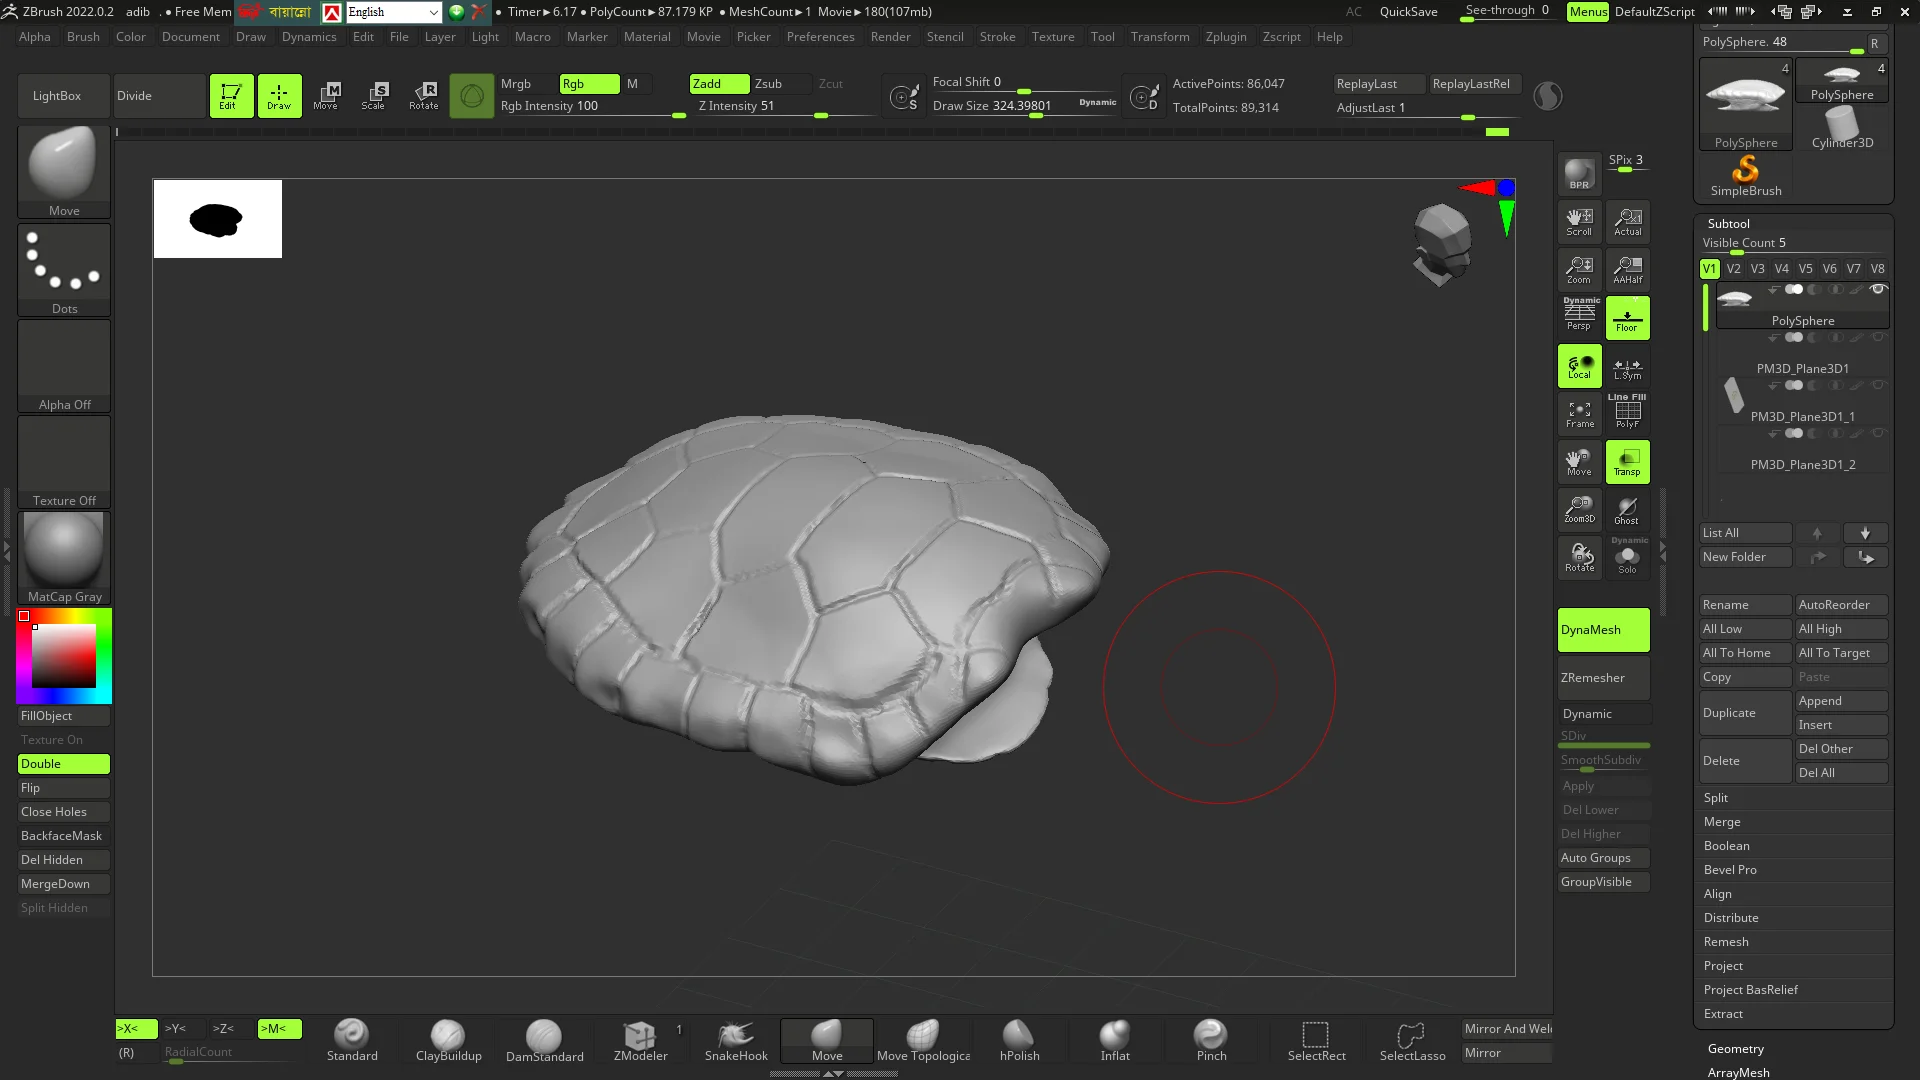 ZBrush 2022.0.2 adib . • Free Mem বায়ান্নো English • Timer▸6.17 • PolyCount▸87.179 KP • MeshCount▸1 Movie▸180(107mb) AC QuickSave See-through 0 Menus DefaultZScript
Alpha Brush Color Document Draw Dynamics Edit File Layer Light Macro Marker Material Movie Picker Preferences Render Stencil Stroke Texture Tool Transform Zplugin Zscript Help
PolySphere. 48 R
LightBox Divide Edit Draw Move Scale Rotate
Mrgb Rgb M
Rgb Intensity 100
Zadd Zsub Zcut
Z Intensity 51
S
Focal Shift 0
Draw Size 324.39801 Dynamic
D
ActivePoints: 86,047
TotalPoints: 89,314
ReplayLast ReplayLastRel
AdjustLast 1
4
PolySphere
4
PolySphere
Cylinder3D
SimpleBrush
Move
Dots
Alpha Off
Texture Off
MatCap Gray
FillObject
Texture On
Double
Flip
Close Holes
BackfaceMask
Del Hidden
MergeDown
Split Hidden
BPR
SPix 3
Scroll Actual
Zoom AAHalf
Dynamic
Persp Floor
Local L.Sym
Line Fill
Frame PolyF
Move Transp
Zoom3D Ghost
Dynamic
Rotate Solo
DynaMesh
ZRemesher
Dynamic
SDiv
SmoothSubdiv
Apply
Del Lower
Del Higher
Auto Groups
GroupVisible
Subtool
Visible Count 5
V1 V2 V3 V4 V5 V6 V7 V8
PolySphere
PM3D_Plane3D1
PM3D_Plane3D1_1
PM3D_Plane3D1_2
List All
New Folder
Rename AutoReorder
All Low All High
All To Home All To Target
Copy Paste
Duplicate Append
Insert
Delete Del Other
Del All
Split
Merge
Boolean
Bevel Pro
Align
Distribute
Remesh
Project
Project BasRelief
Extract
Geometry
ArrayMesh
>X< >Y< >Z< >M<
(R) RadialCount
Standard ClayBuildup DamStandard ZModeler 1 SnakeHook Move Move Topologica hPolish Inflat Pinch SelectRect SelectLasso
Mirror And Weld
Mirror